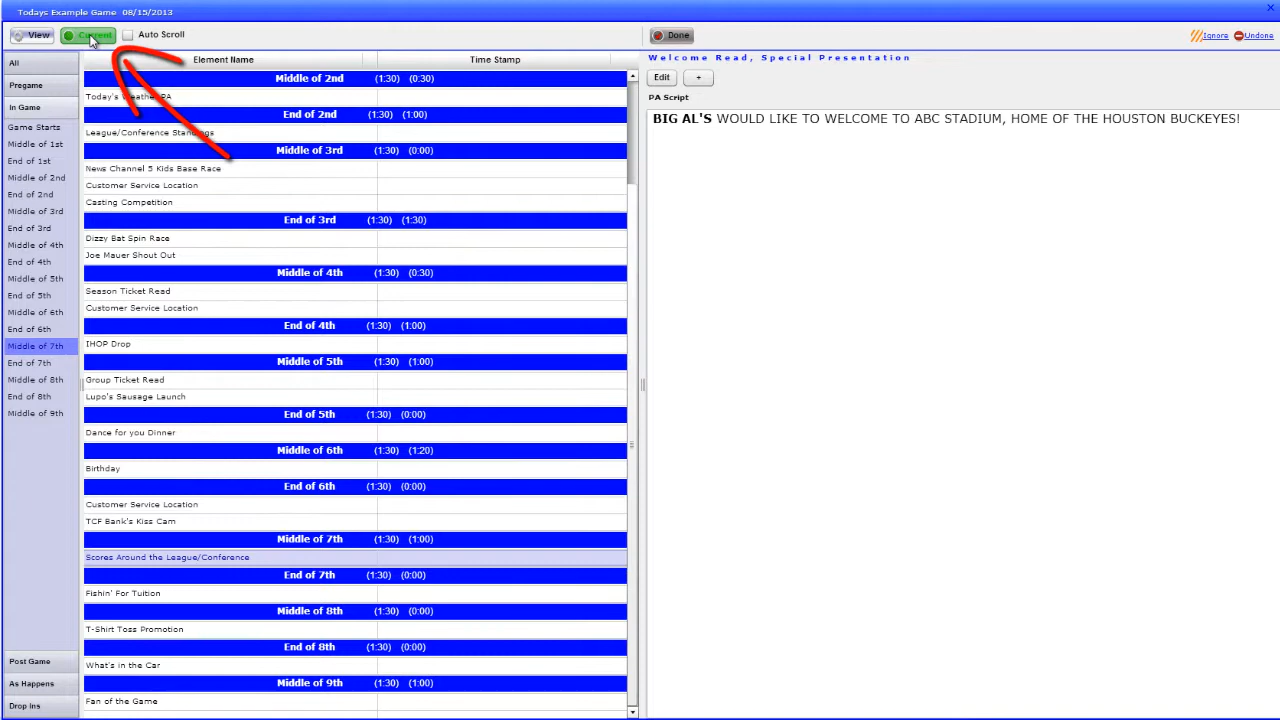 Todays Example Game 08/15/2013
View Current Auto Scroll Done Ignore Undone
All
Pregame
In Game
Game Starts
Middle of 1st
End of 1st
Middle of 2nd
End of 2nd
Middle of 3rd
End of 3rd
Middle of 4th
End of 4th
Middle of 5th
End of 5th
Middle of 6th
End of 6th
Middle of 7th
End of 7th
Middle of 8th
End of 8th
Middle of 9th
Post Game
As Happens
Drop Ins
Element Name Time Stamp
Middle of 2nd (1:30) (0:30)
Today's Weather PA
End of 2nd (1:30) (1:00)
League/Conference Standings
Middle of 3rd (1:30) (0:00)
News Channel 5 Kids Base Race
Customer Service Location
Casting Competition
End of 3rd (1:30) (1:30)
Dizzy Bat Spin Race
Joe Mauer Shout Out
Middle of 4th (1:30) (0:30)
Season Ticket Read
Customer Service Location
End of 4th (1:30) (1:00)
IHOP Drop
Middle of 5th (1:30) (1:00)
Group Ticket Read
Lupo's Sausage Launch
End of 5th (1:30) (0:00)
Dance for you Dinner
Middle of 6th (1:30) (1:20)
Birthday
End of 6th (1:30) (0:00)
Customer Service Location
TCF Bank's Kiss Cam
Middle of 7th (1:30) (1:00)
Scores Around the League/Conference
End of 7th (1:30) (0:00)
Fishin' For Tuition
Middle of 8th (1:30) (0:00)
T-Shirt Toss Promotion
End of 8th (1:30) (0:00)
What's in the Car
Middle of 9th (1:30) (1:00)
Fan of the Game
Welcome Read, Special Presentation
Edit +
PA Script
BIG AL'S WOULD LIKE TO WELCOME TO ABC STADIUM, HOME OF THE HOUSTON BUCKEYES!